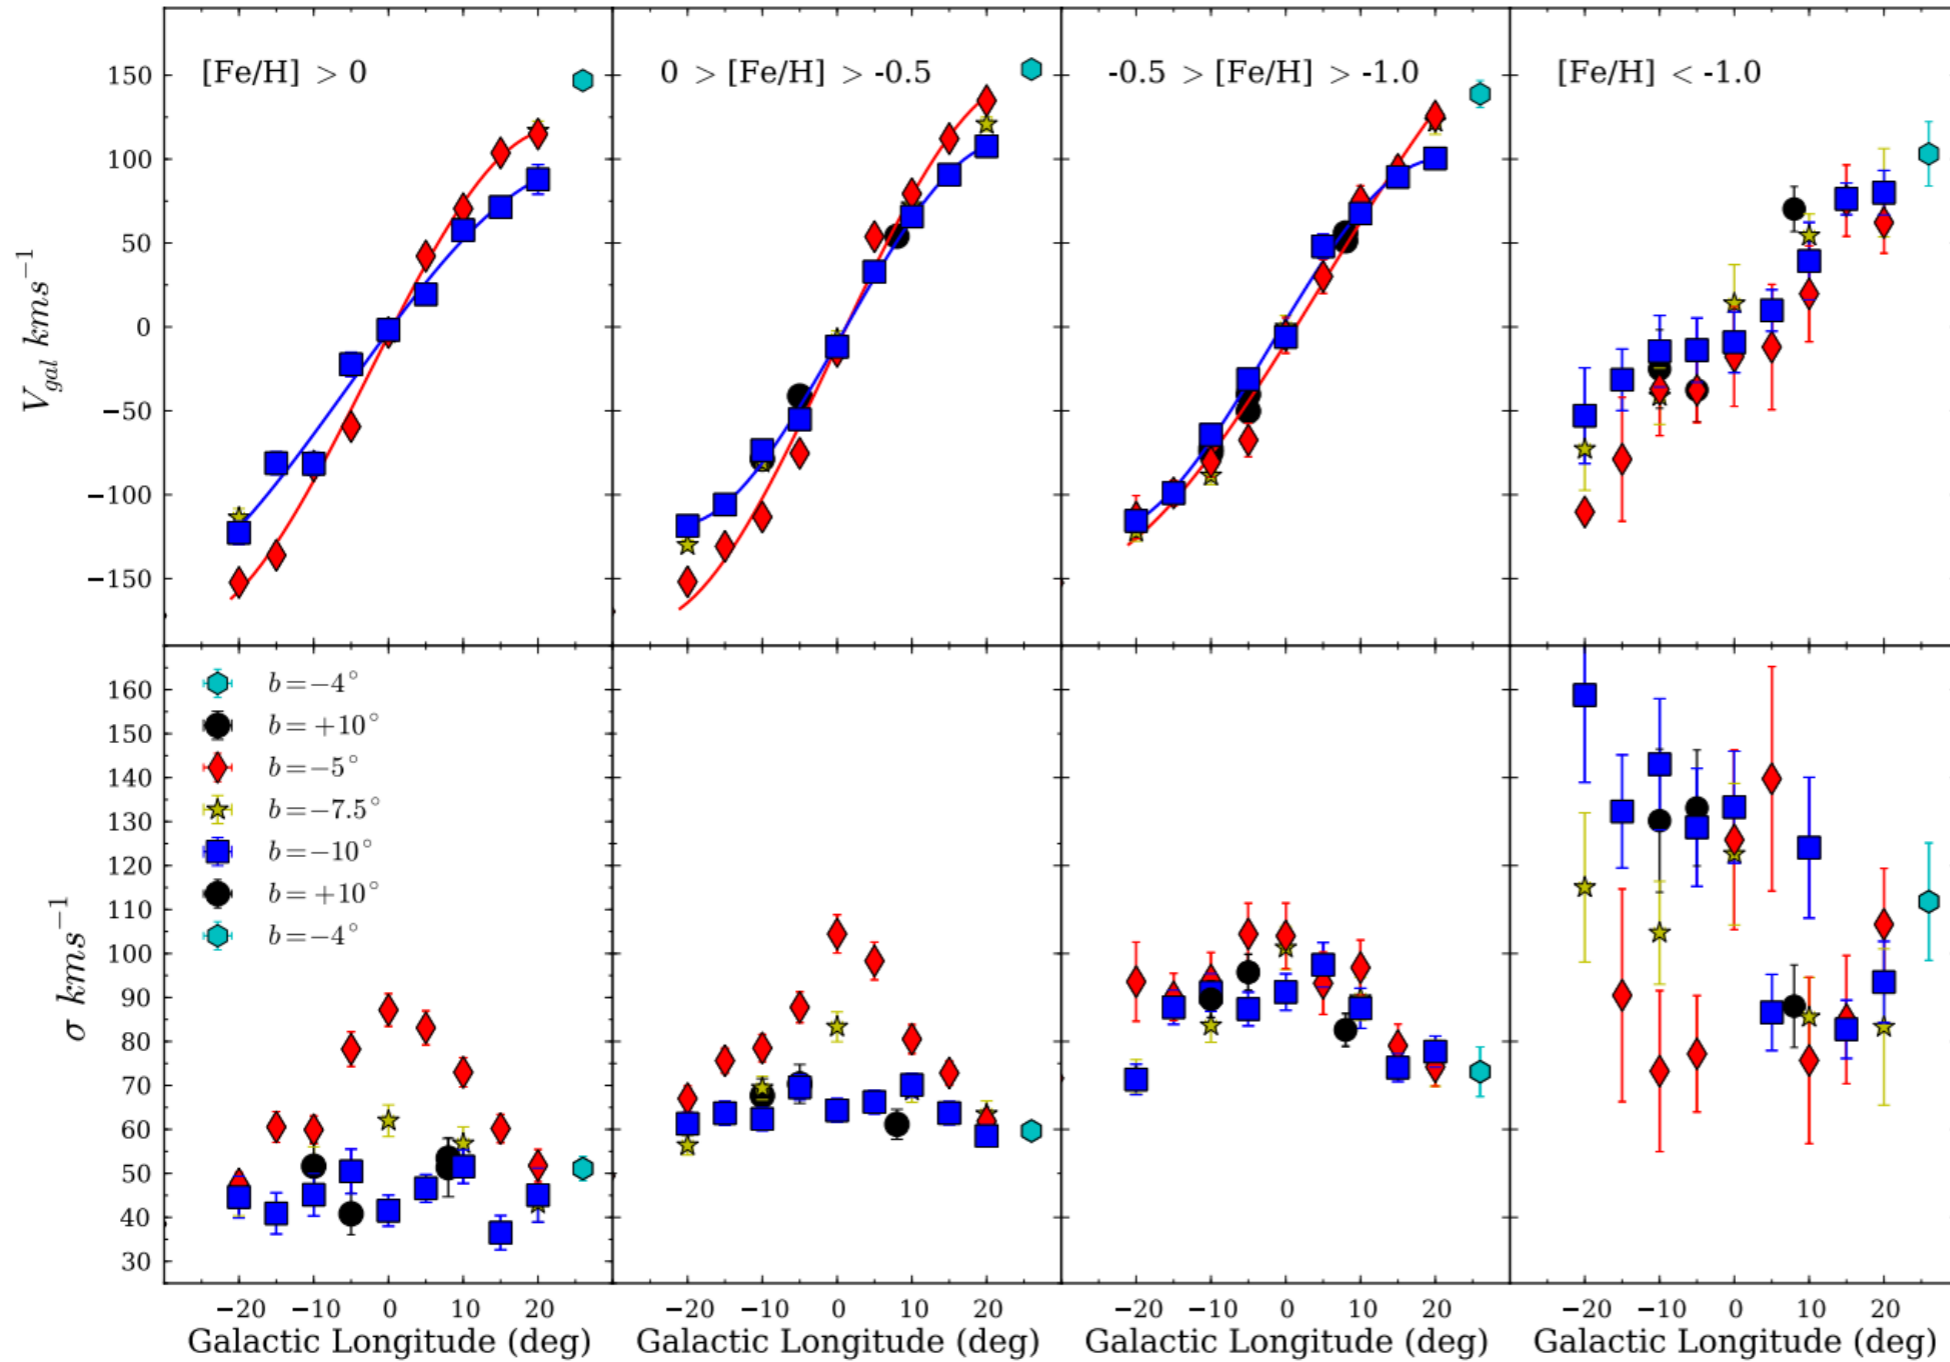 [Fe/H] > 0
0 > [Fe/H] > -0.5
-0.5 > [Fe/H] > -1.0
[Fe/H] < -1.0
V_gal kms⁻¹
150
100
50
0
−50
−100
−150
σ kms⁻¹
160
150
140
130
120
110
100
90
80
70
60
50
40
30
b=−4°
b=+10°
b=−5°
b=−7.5°
b=−10°
b=+10°
b=−4°
−20 −10 0 10 20
−20 −10 0 10 20
−20 −10 0 10 20
−20 −10 0 10 20
Galactic Longitude (deg)
Galactic Longitude (deg)
Galactic Longitude (deg)
Galactic Longitude (deg)